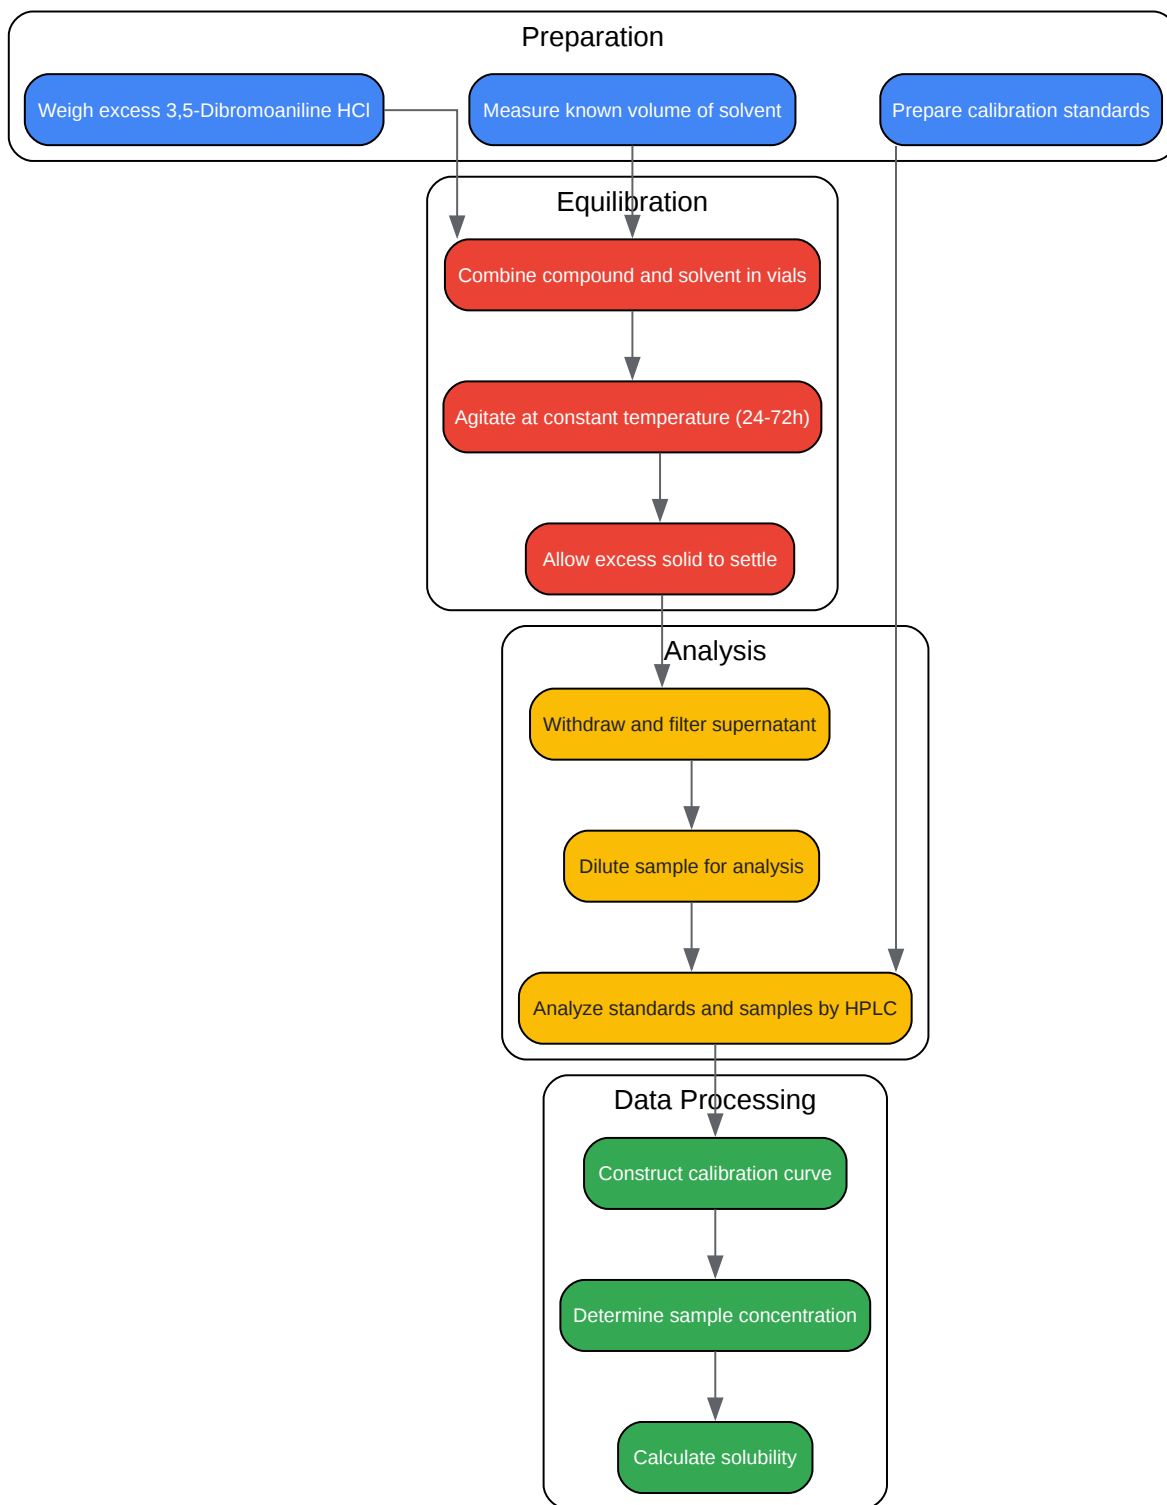 Preparation
Weigh excess 3,5-Dibromoaniline HCl
Measure known volume of solvent
Prepare calibration standards
Equilibration
Combine compound and solvent in vials
Agitate at constant temperature (24-72h)
Allow excess solid to settle
Analysis
Withdraw and filter supernatant
Dilute sample for analysis
Analyze standards and samples by HPLC
Data Processing
Construct calibration curve
Determine sample concentration
Calculate solubility